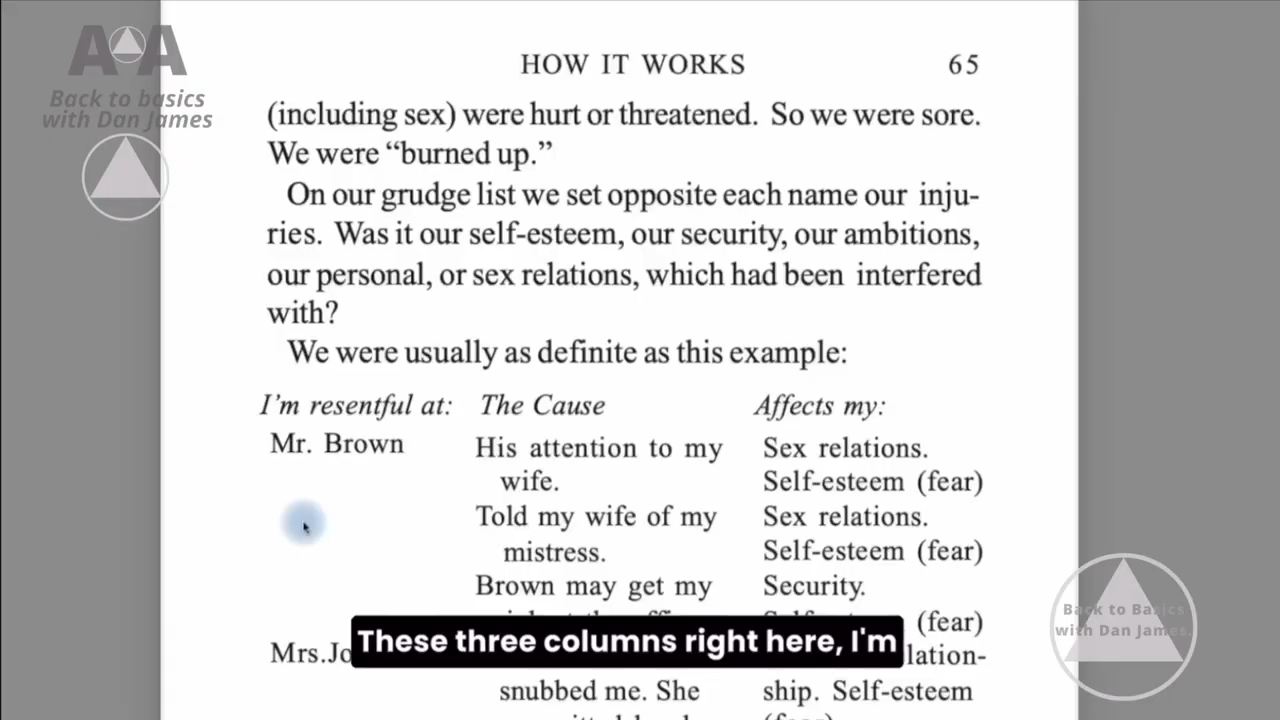 AA
Back to basics
with Dan James
HOW IT WORKS 65
(including sex) were hurt or threatened. So we were sore.
We were “burned up.”
On our grudge list we set opposite each name our inju-
ries. Was it our self-esteem, our security, our ambitions,
our personal, or sex relations, which had been interfered
with?
We were usually as definite as this example:
I’m resentful at: The Cause Affects my:
Mr. Brown His attention to my Sex relations.
wife. Self-esteem (fear)
Told my wife of my Sex relations.
mistress. Self-esteem (fear)
Brown may get my Security.
(fear)
Mrs.Jo
These three columns right here, I'm
lation-
snubbed me. She ship. Self-esteem
Back to Basics
with Dan James